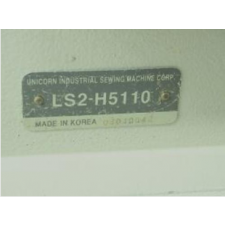 UNICORN INDUSTRIAL SEWING MACHINE CORP.
LS2-H5110
MADE IN KOREA